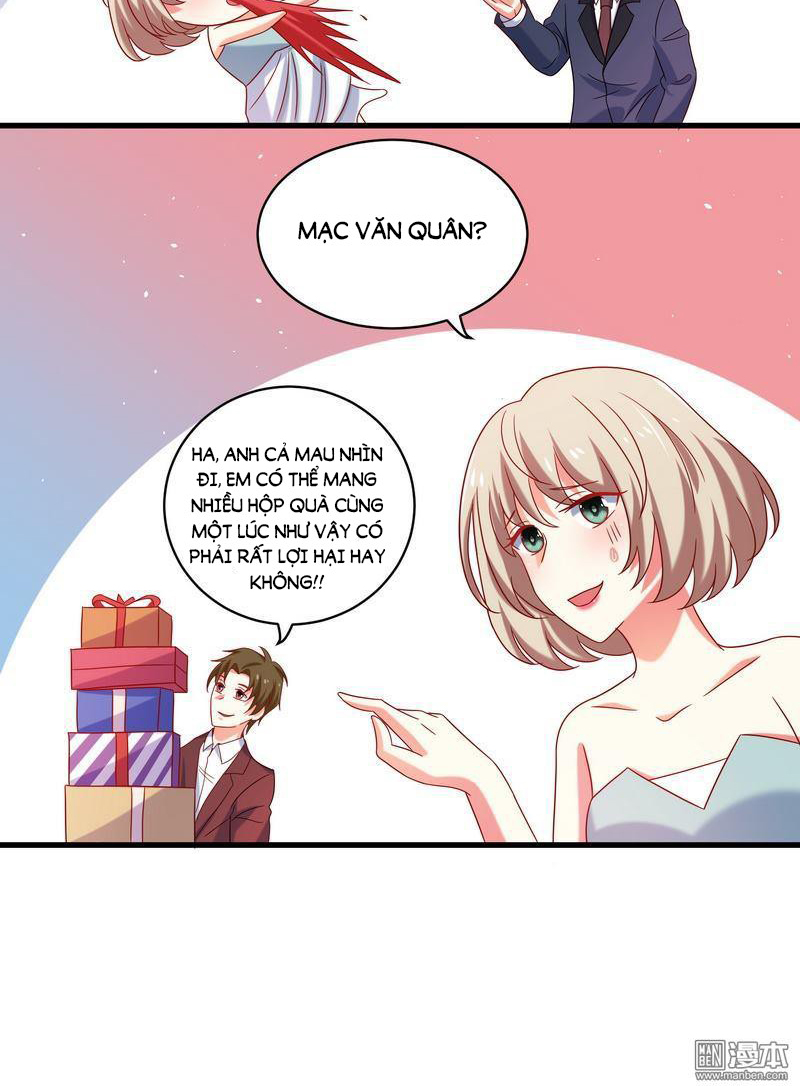 MẠC VĂN QUÂN?
HA, ANH CẢ MAU NHÌN
ĐI, EM CÓ THỂ MANG
NHIỀU HỘP QUÀ CÙNG
MỘT LÚC NHƯ VẬY CÓ
PHẢI RẤT LỢI HẠI HAY
KHÔNG!!
MAN
BEN
漫本
www.manben.com